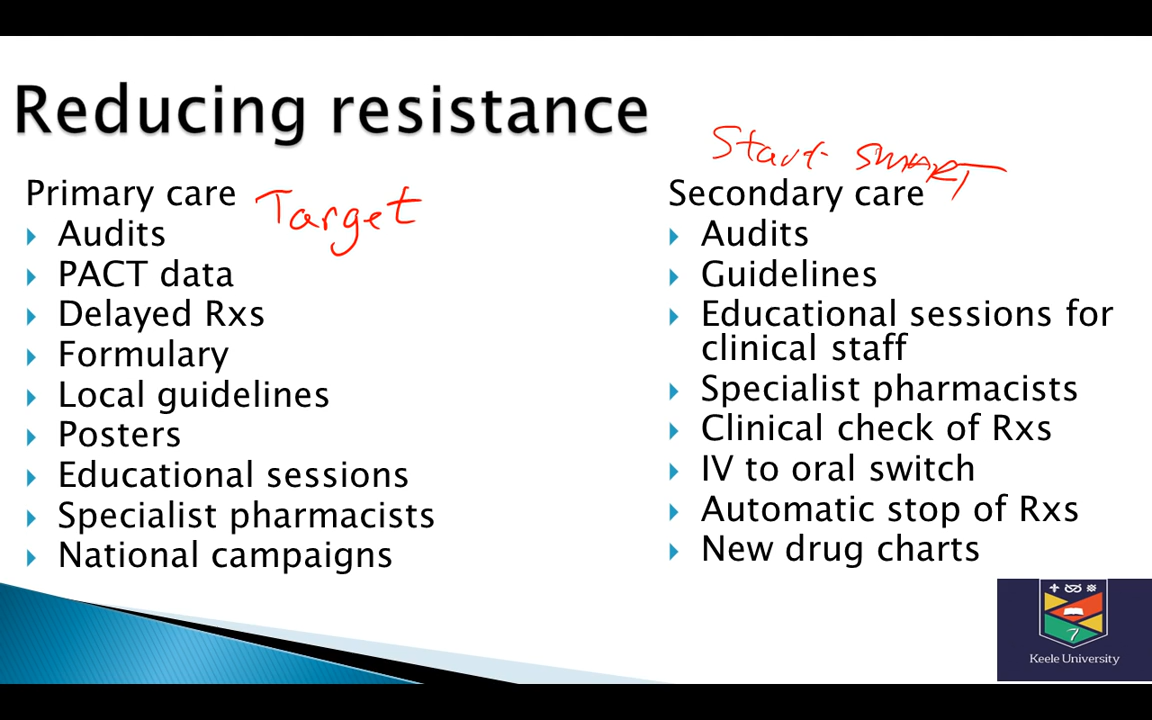 Reducing resistance
Primary care
Target
Audits
PACT data
Delayed Rxs
Formulary
Local guidelines
Posters
Educational sessions
Specialist pharmacists
National campaigns
Start SMART
Secondary care
Audits
Guidelines
Educational sessions for
clinical staff
Specialist pharmacists
Clinical check of Rxs
IV to oral switch
Automatic stop of Rxs
New drug charts
7
Keele University